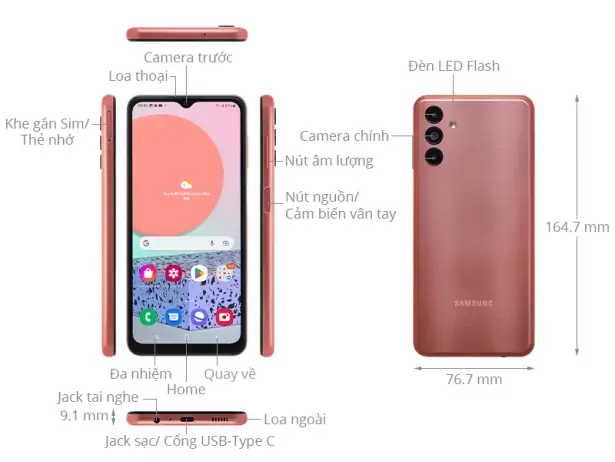 Camera trước
Loa thoại
Đèn LED Flash
Khe gắn Sim/
Thẻ nhớ
Camera chính
Nút âm lượng
Nút nguồn/
Cảm biến vân tay
164.7 mm
SAMSUNG
Đa nhiệm
Quay về
Home
76.7 mm
Jack tai nghe
9.1 mm
Loa ngoài
Jack sạc/ Cổng USB-Type C